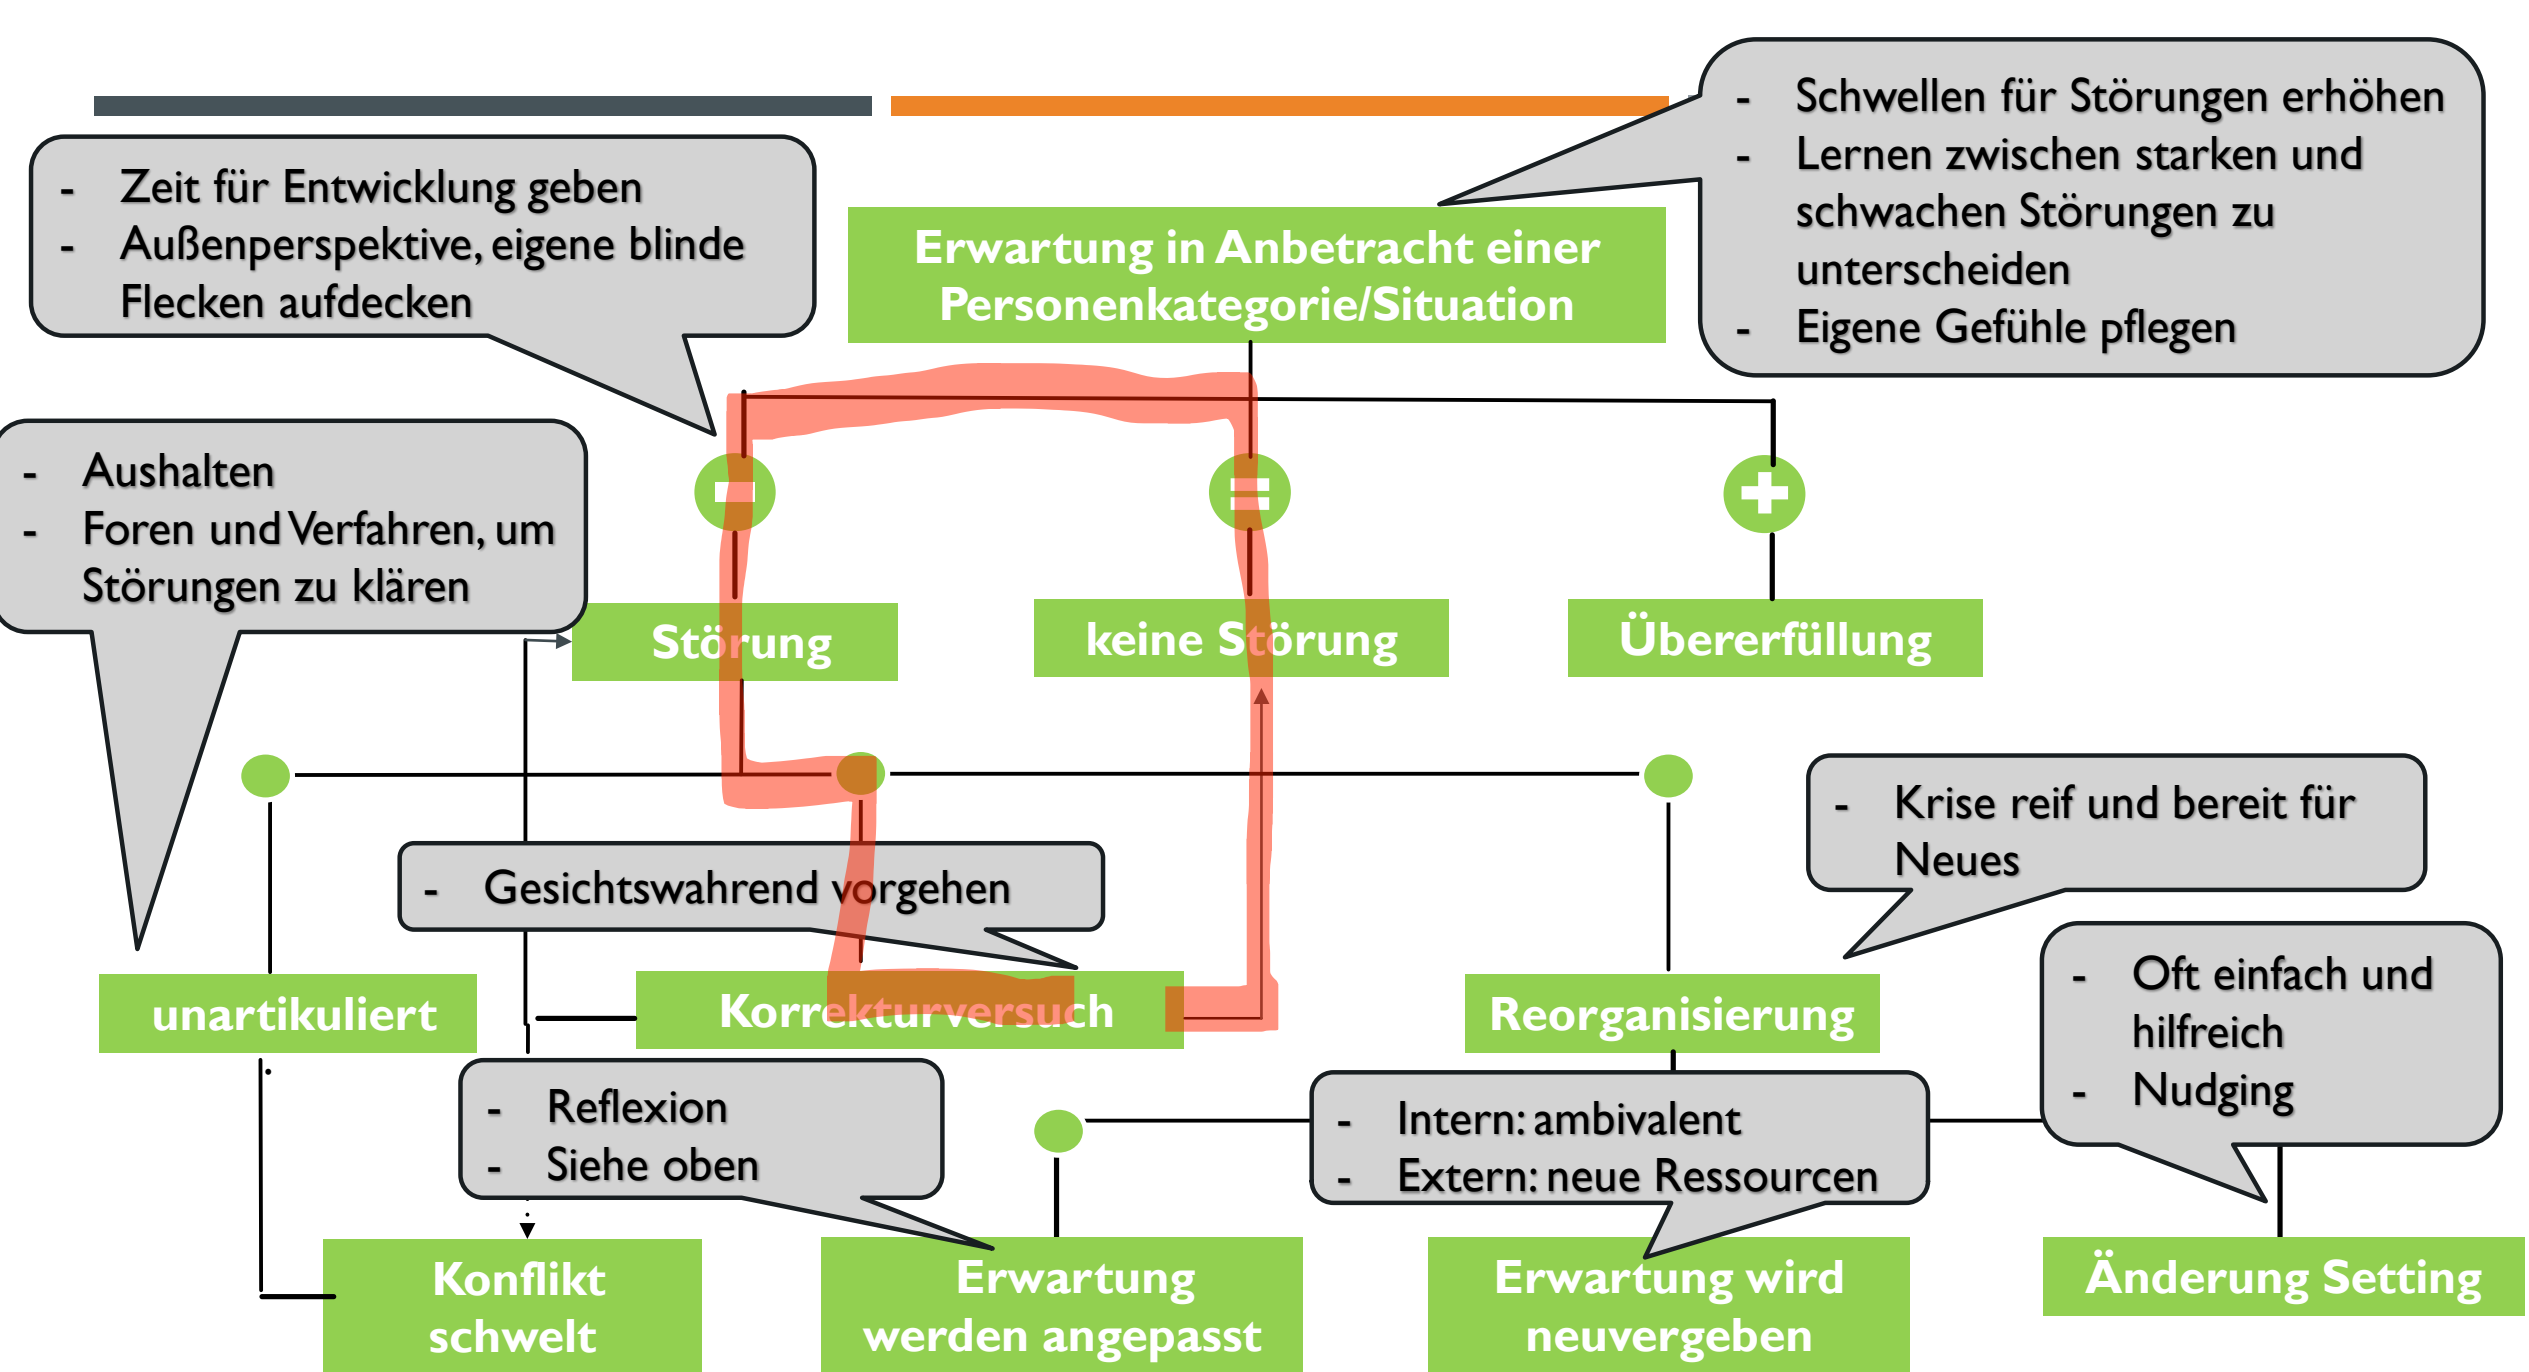 - Schwellen für Störungen erhöhen
- Lernen zwischen starken und
schwachen Störungen zu
unterscheiden
- Eigene Gefühle pflegen
- Zeit für Entwicklung geben
- Außenperspektive, eigene blinde
Flecken aufdecken
Erwartung in Anbetracht einer
Personenkategorie/Situation
- Aushalten
- Foren und Verfahren, um
Störungen zu klären
Störung
keine Störung
Übererfüllung
- Krise reif und bereit für
Neues
- Gesichtswahrend vorgehen
- Oft einfach und
hilfreich
- Nudging
unartikuliert
Korrekturversuch
Reorganisierung
- Reflexion
- Siehe oben
- Intern: ambivalent
- Extern: neue Ressourcen
Konflikt
schwelt
Erwartung
werden angepasst
Erwartung wird
neuvergeben
Änderung Setting